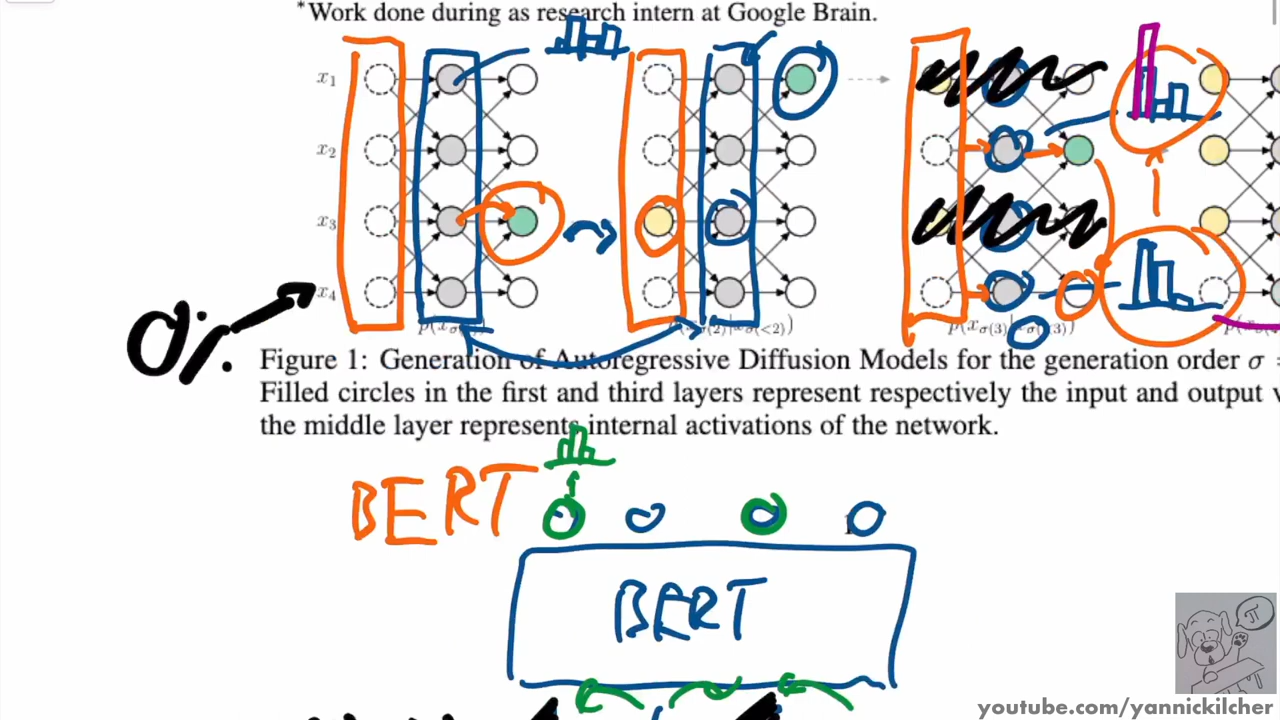 *Work done during as research intern at Google Brain.
x1
x2
x3
x4
0%
Figure 1: Generation of Autoregressive Diffusion Models for the generation order σ
Filled circles in the first and third layers represent respectively the input and output
the middle layer represents internal activations of the network.
BERT
BERT
π
youtube.com/yannickilcher